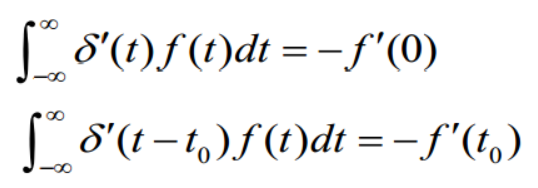 ∫_{-∞}^{∞} δ′(t) f(t)dt = −f′(0)
∫_{-∞}^{∞} δ′(t − t₀) f(t)dt = −f′(t₀)